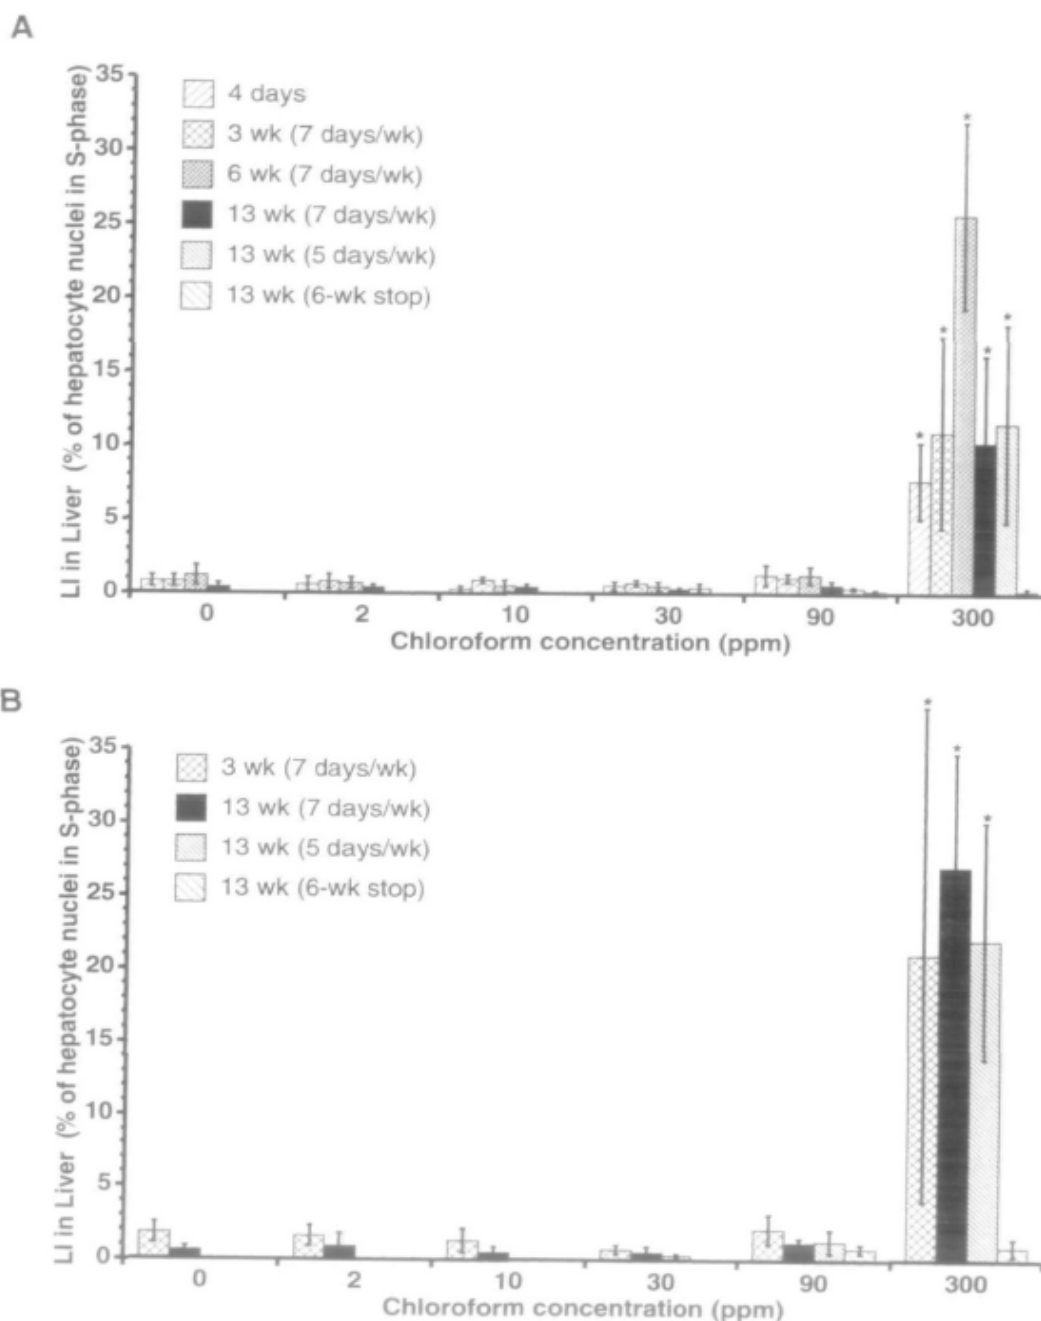 A
LI in Liver (% of hepatocyte nuclei in S-phase)
35
30
25
20
15
10
5
0
4 days
3 wk (7 days/wk)
6 wk (7 days/wk)
13 wk (7 days/wk)
13 wk (5 days/wk)
13 wk (6-wk stop)
* * * * *
0 2 10 30 90 300
Chloroform concentration (ppm)
B
LI in Liver (% of hepatocyte nuclei in S-phase)
35
30
25
20
15
10
5
0
3 wk (7 days/wk)
13 wk (7 days/wk)
13 wk (5 days/wk)
13 wk (6-wk stop)
* * *
0 2 10 30 90 300
Chloroform concentration (ppm)